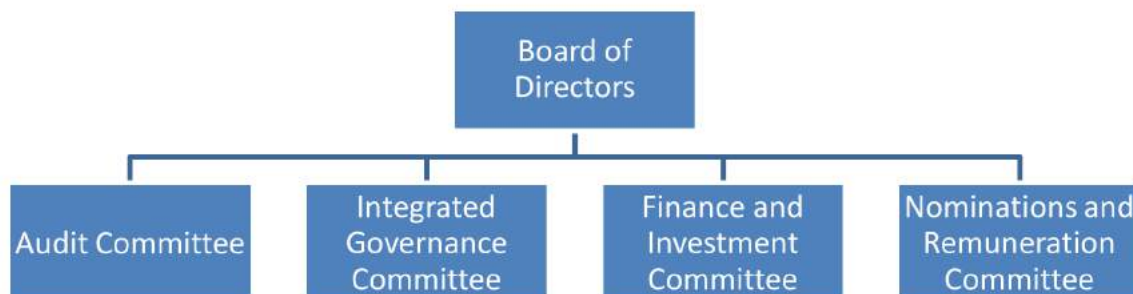 Board of
Directors
Audit Committee
Integrated
Governance
Committee
Finance and
Investment
Committee
Nominations and
Remuneration
Committee